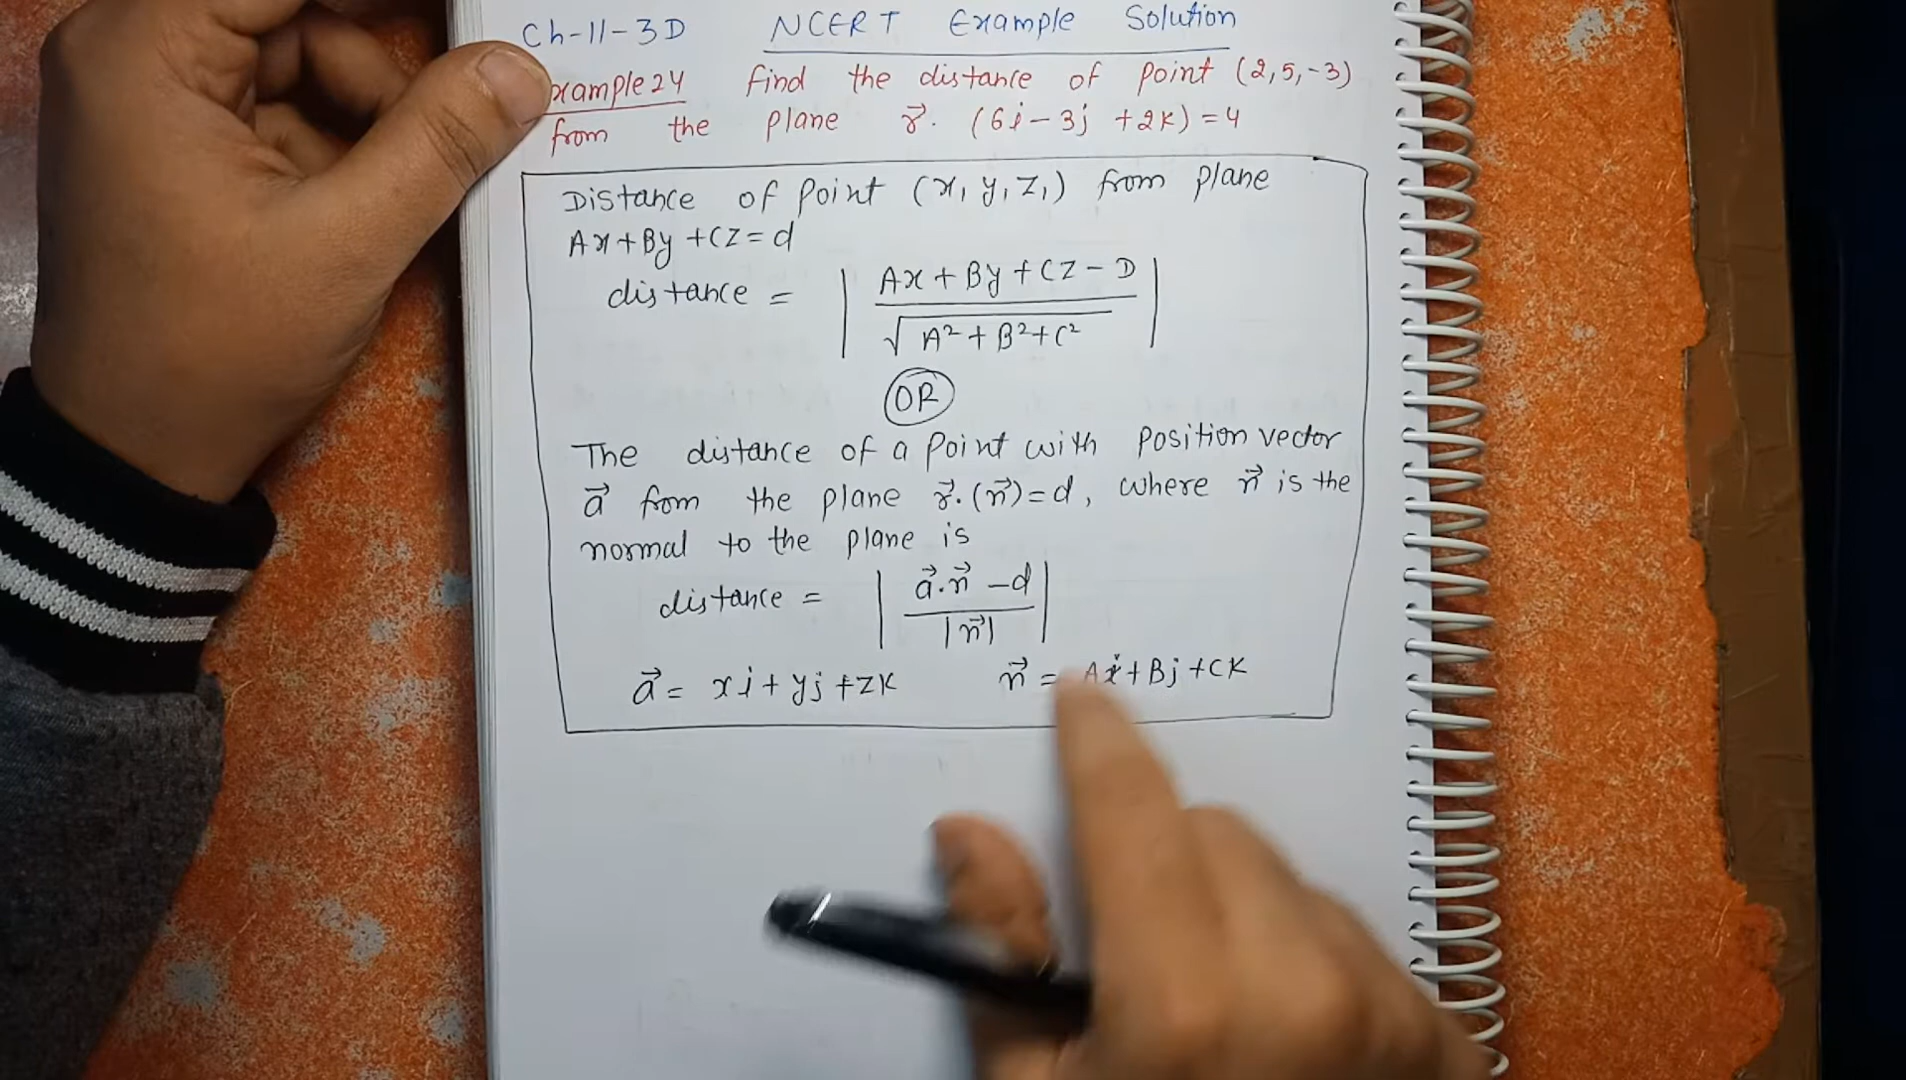 Ch-11-3D NCERT Example Solution
xample 24 find the distance of point (2,5,-3)
from the plane r⃗. (6i - 3j + 2k) = 4
Distance of Point (x₁ y₁ z₁) from plane
Ax + By + CZ = d
distance = | Ax + By + CZ - D
√A² + B² + C² |
OR
The distance of a Point with position vector
a⃗ from the plane r⃗.(n⃗) = d, where n⃗ is the
normal to the plane is
distance = | a⃗.n⃗ - d
|n⃗| |
a⃗ = xi + yj + zk n⃗ = Ai + Bj + CK